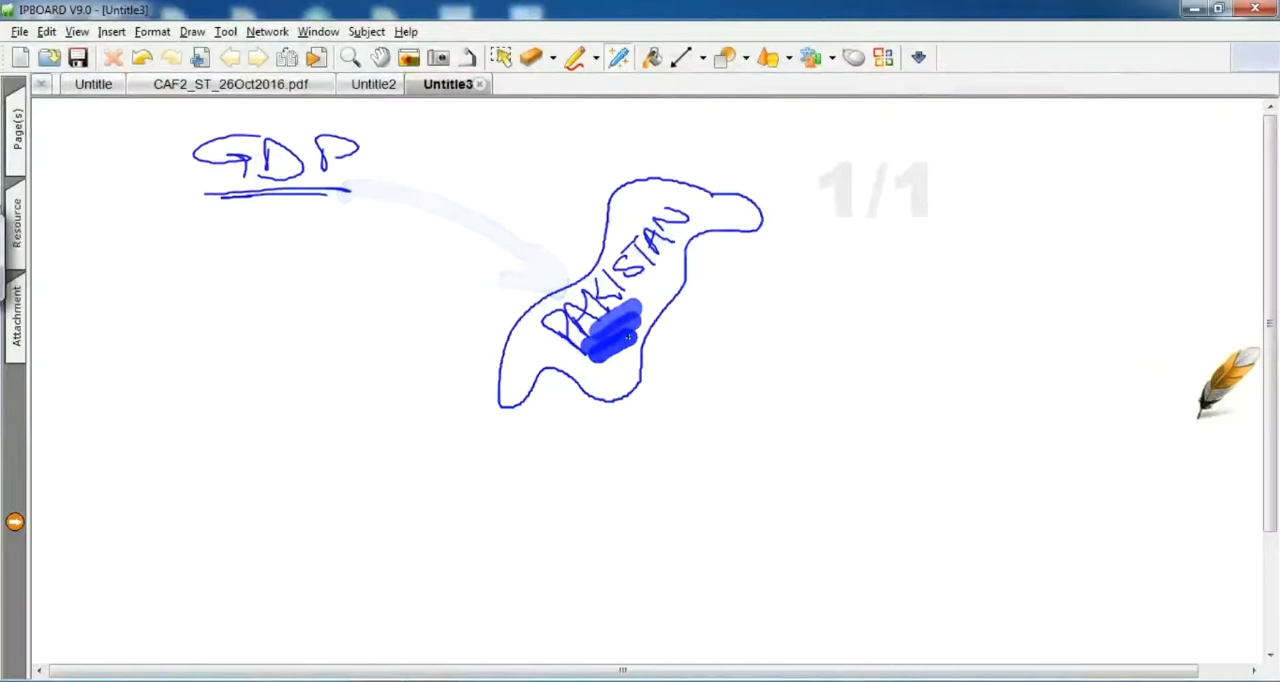 IPBOARD V9.0 - [Untitle3]
File Edit View Insert Format Draw Tool Network Window Subject Help
Untitle CAF2_ST_26Oct2016.pdf Untitle2 Untitle3
Page(s)
Resource
Attachment
GDP
PAKISTAN
1/1